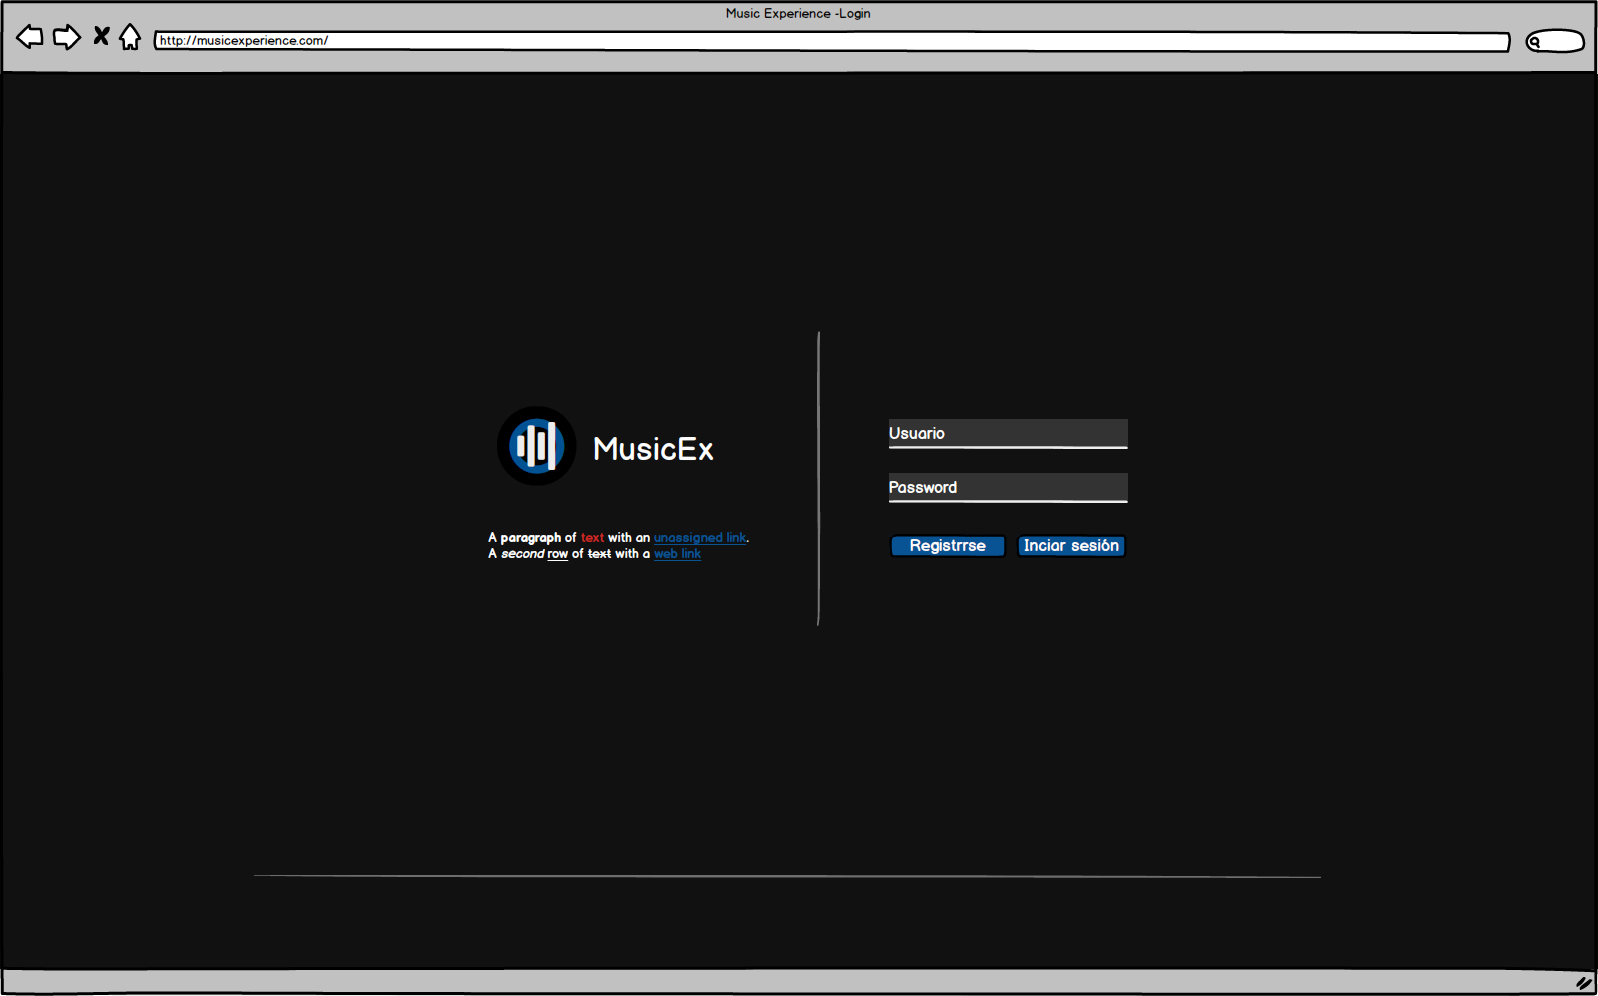 Music Experience -Login
http://musicexperience.com/
MusicEx
A paragraph of text with an unassigned link.
A second row of text with a web link
Usuario
Password
Registrrse
Inciar sesión